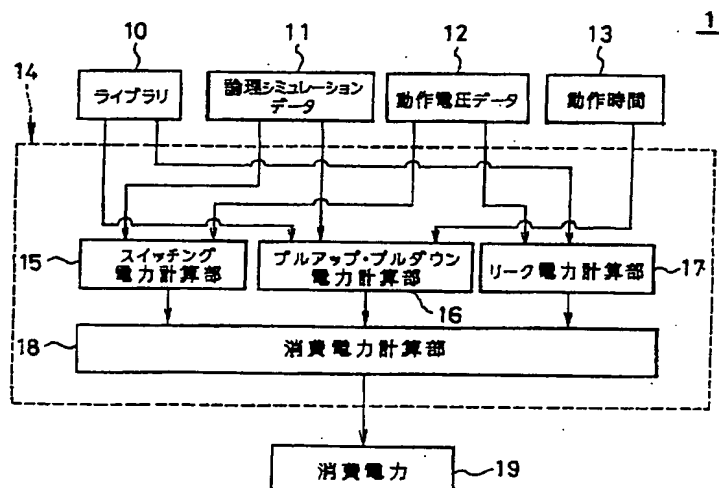 1
10
11
12
13
14
ライブラリ
論理シミュレーション
データ
動作電圧データ
動作時間
15
スイッチング
電力計算部
プルアップ・プルダウン
電力計算部
16
リーク電力計算部
17
18
消費電力計算部
消費電力
19